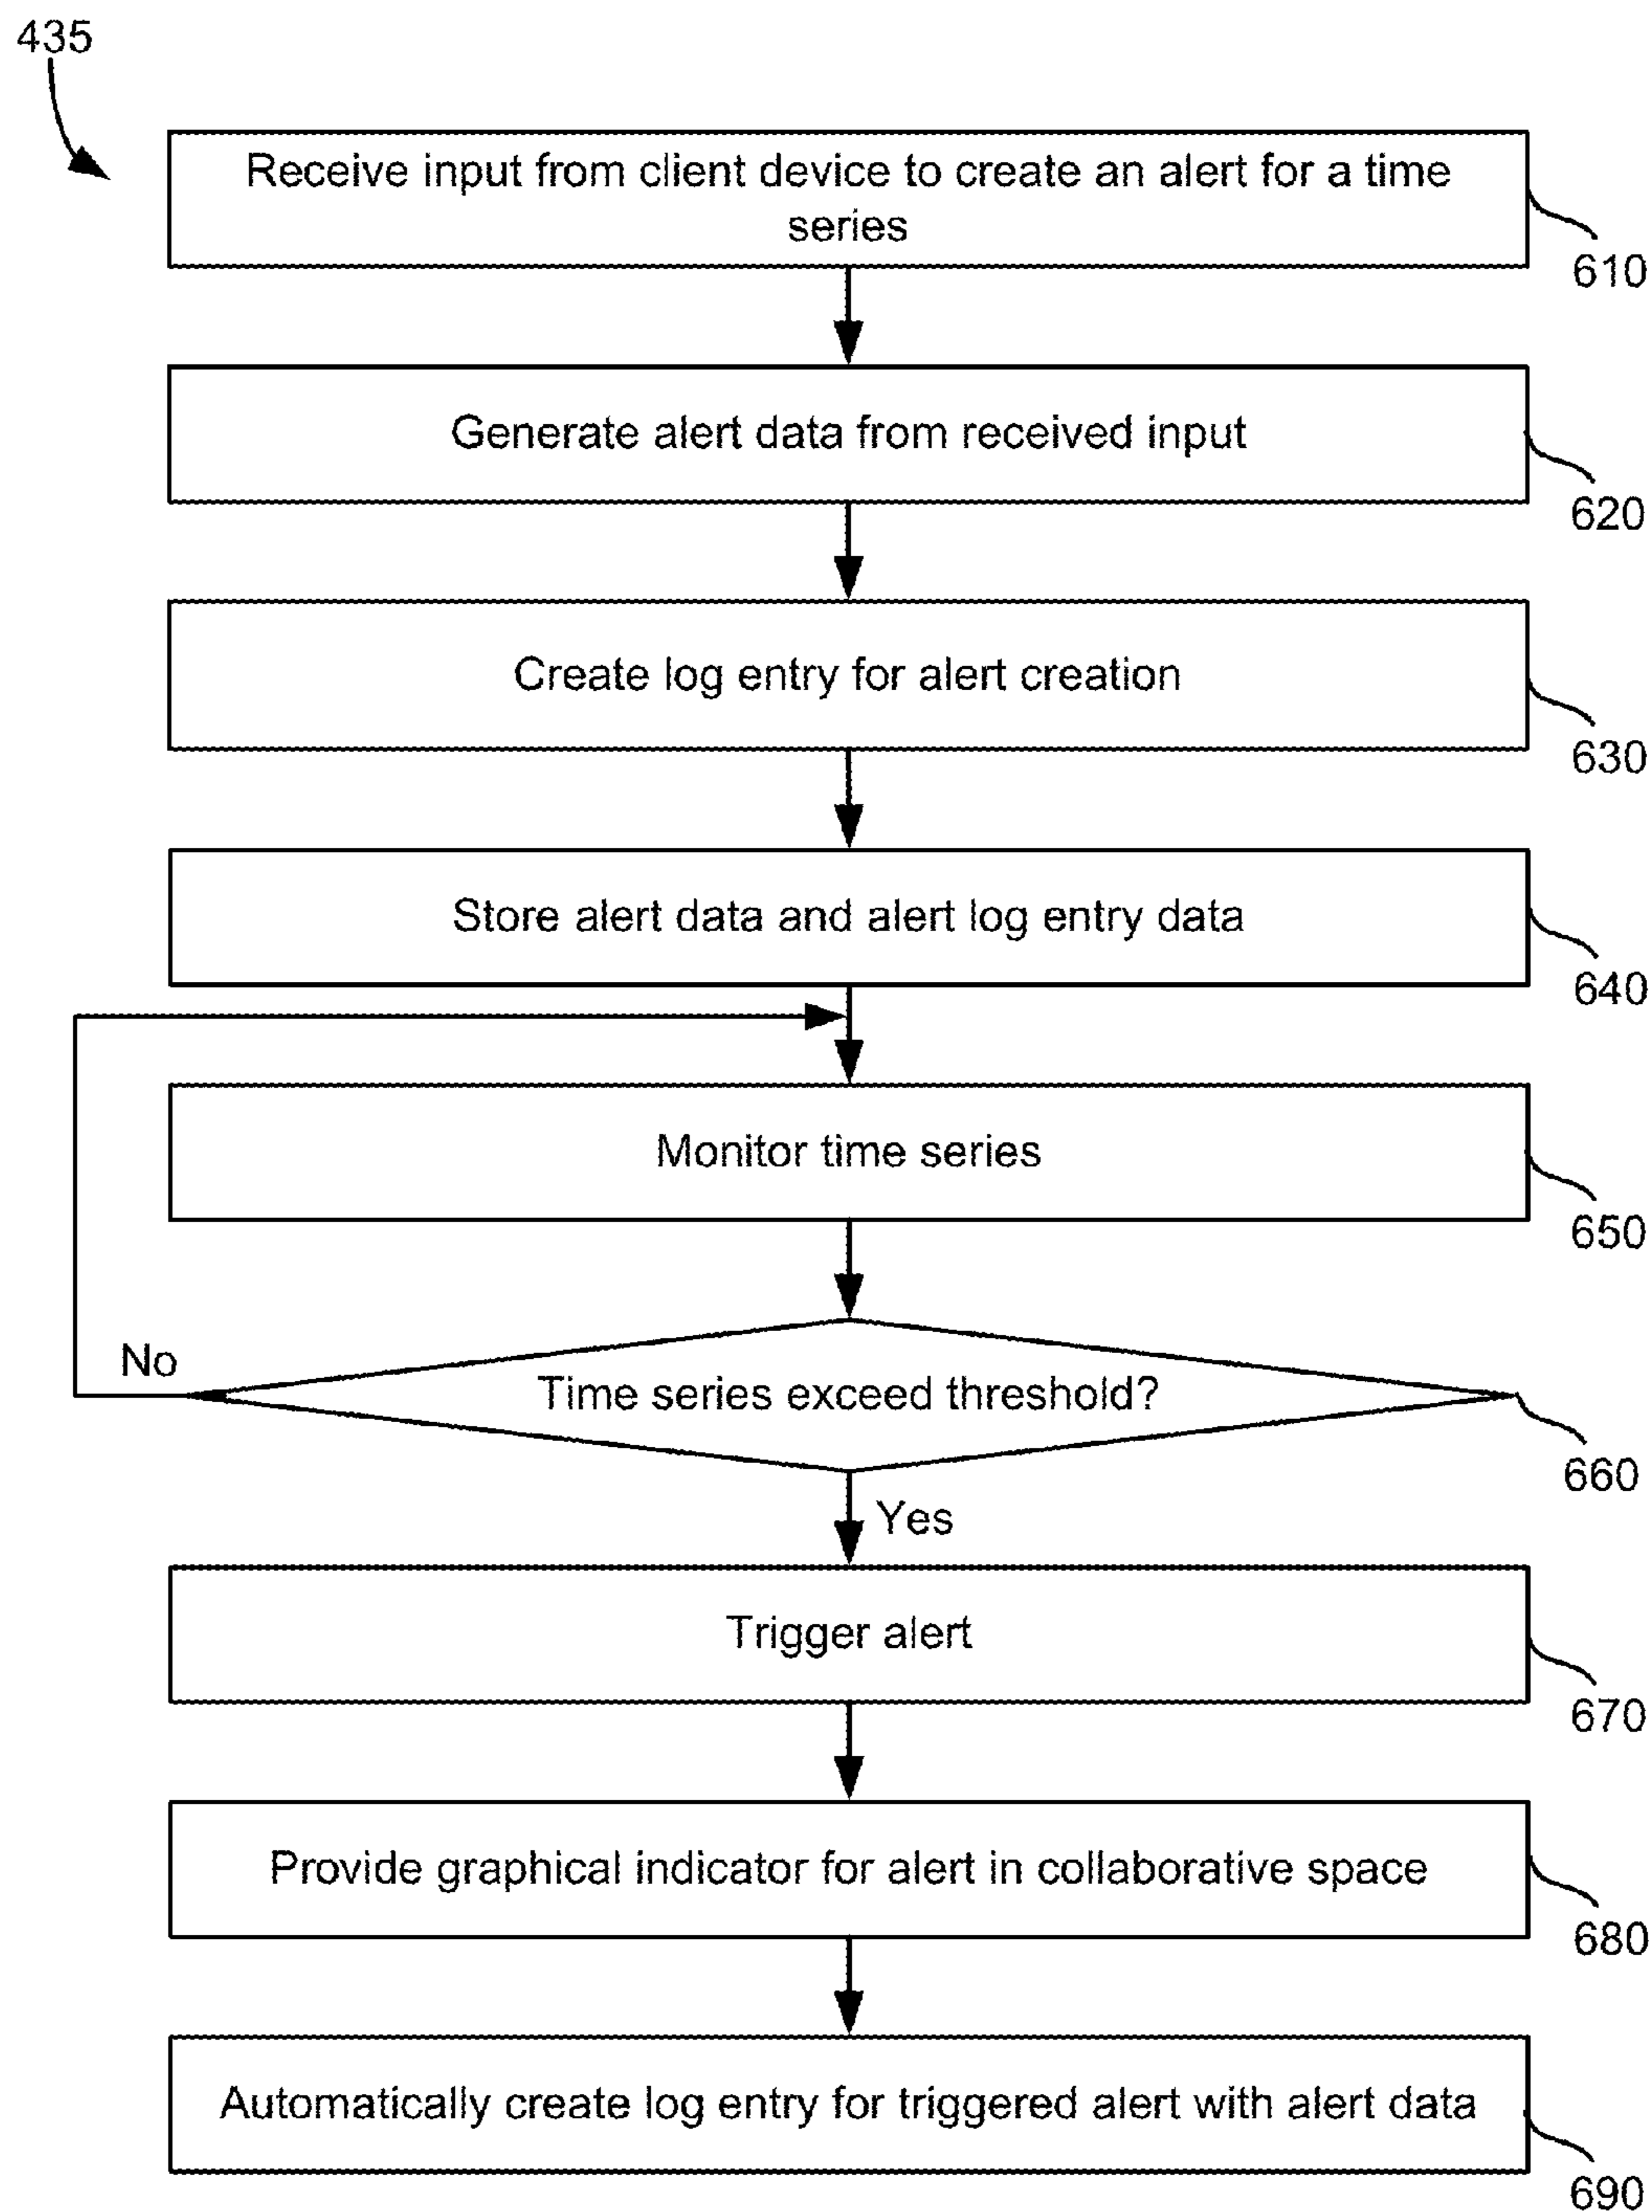 435
Receive input from client device to create an alert for a time
series
610
Generate alert data from received input
620
Create log entry for alert creation
630
Store alert data and alert log entry data
640
Monitor time series
650
No
Time series exceed threshold?
660
Yes
Trigger alert
670
Provide graphical indicator for alert in collaborative space
680
Automatically create log entry for triggered alert with alert data
690